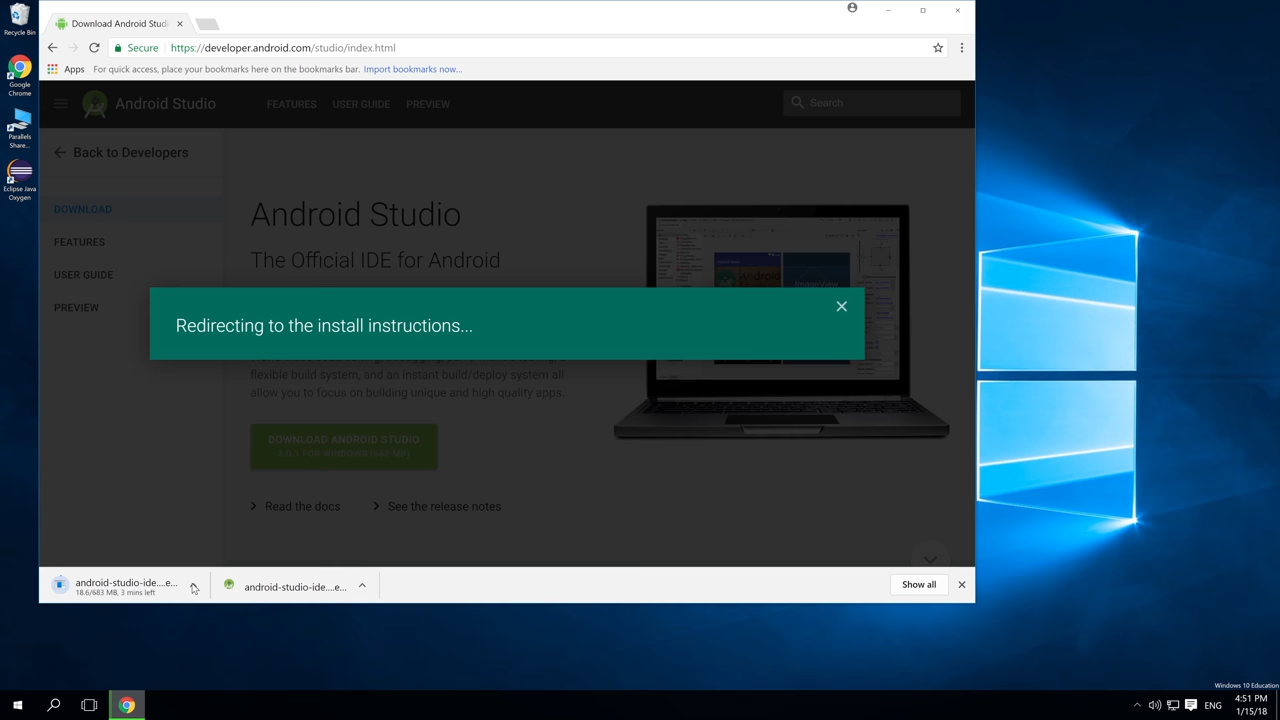 Recycle Bin
Google
Chrome
Parallels
Share...
Eclipse Java
Oxygen
Download Android Studi
Secure
https://developer.android.com/studio/index.html
Apps
For quick access, place your bookmarks here on the bookmarks bar.
Import bookmarks now...
Android Studio
FEATURES
USER GUIDE
PREVIEW
Search
Back to Developers
DOWNLOAD
FEATURES
USER GUIDE
PREVIEW
Android Studio
The Official IDE for Android
Redirecting to the install instructions...
flexible build system, and an instant build/deploy system all
allow you to focus on building unique and high quality apps.
DOWNLOAD ANDROID STUDIO
Read the docs
See the release notes
android-studio-ide....e...
18.6/683 MB, 3 mins left
android-studio-ide....e...
Show all
Windows 10 Education
ENG
4:51 PM
1/15/18